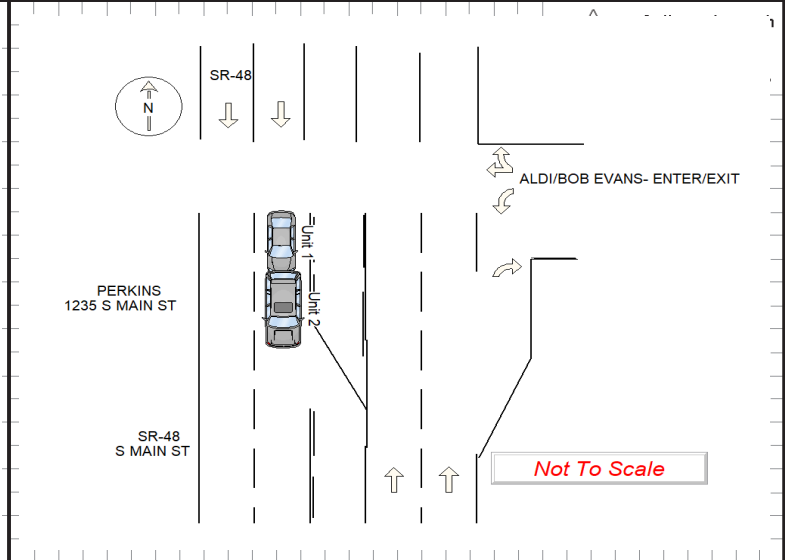 SR-48
N
ALDI/BOB EVANS- ENTER/EXIT
Unit 1
Unit 2
PERKINS
1235 S MAIN ST
SR-48
S MAIN ST
Not To Scale